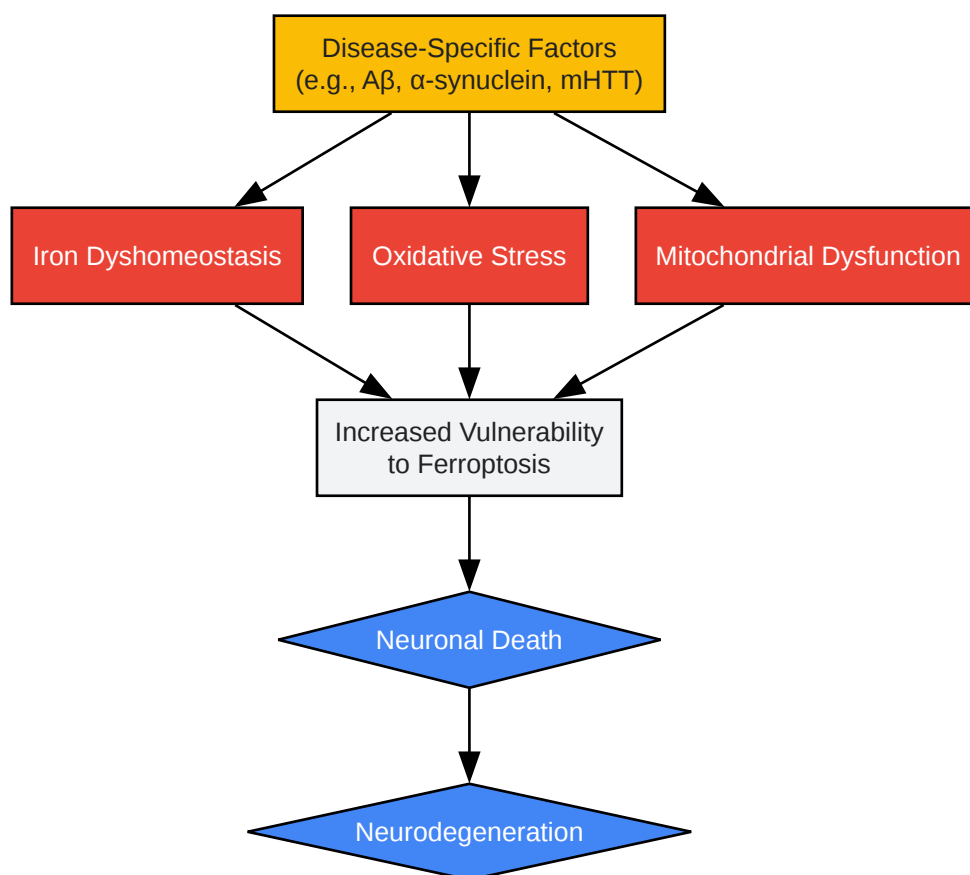 Disease-Specific Factors
(e.g., Aβ, α-synuclein, mHTT)
Iron Dyshomeostasis
Oxidative Stress
Mitochondrial Dysfunction
Increased Vulnerability
to Ferroptosis
Neuronal Death
Neurodegeneration